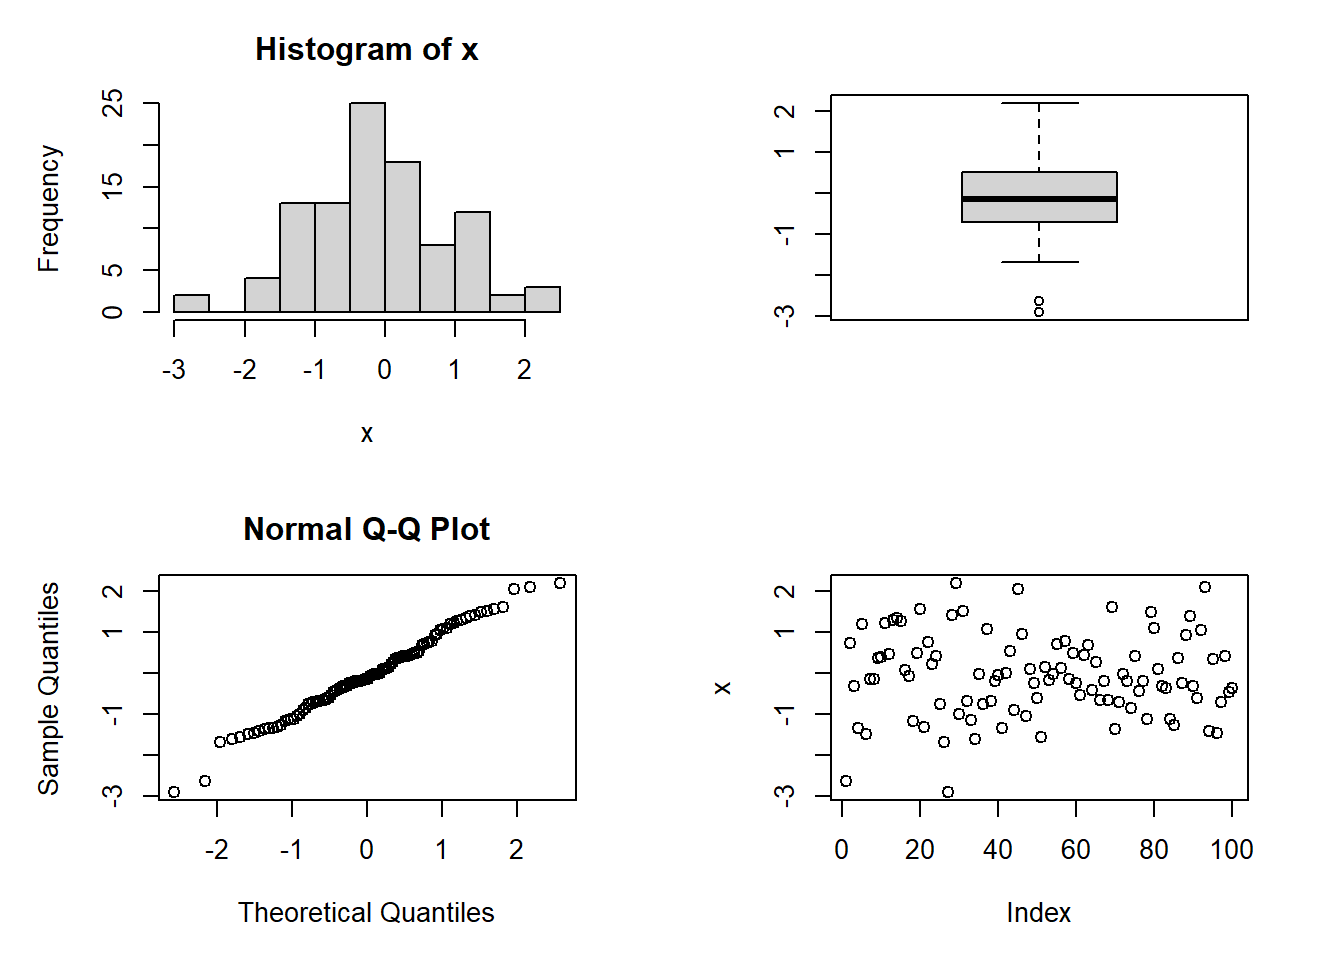 Histogram of x
Frequency
25
15
5
0
-3 -2 -1 0 1 2
x
2
1
-1
-3
Normal Q-Q Plot
Sample Quantiles
2
1
-1
-3
-2 -1 0 1 2
Theoretical Quantiles
x
2
1
-1
-3
0 20 40 60 80 100
Index